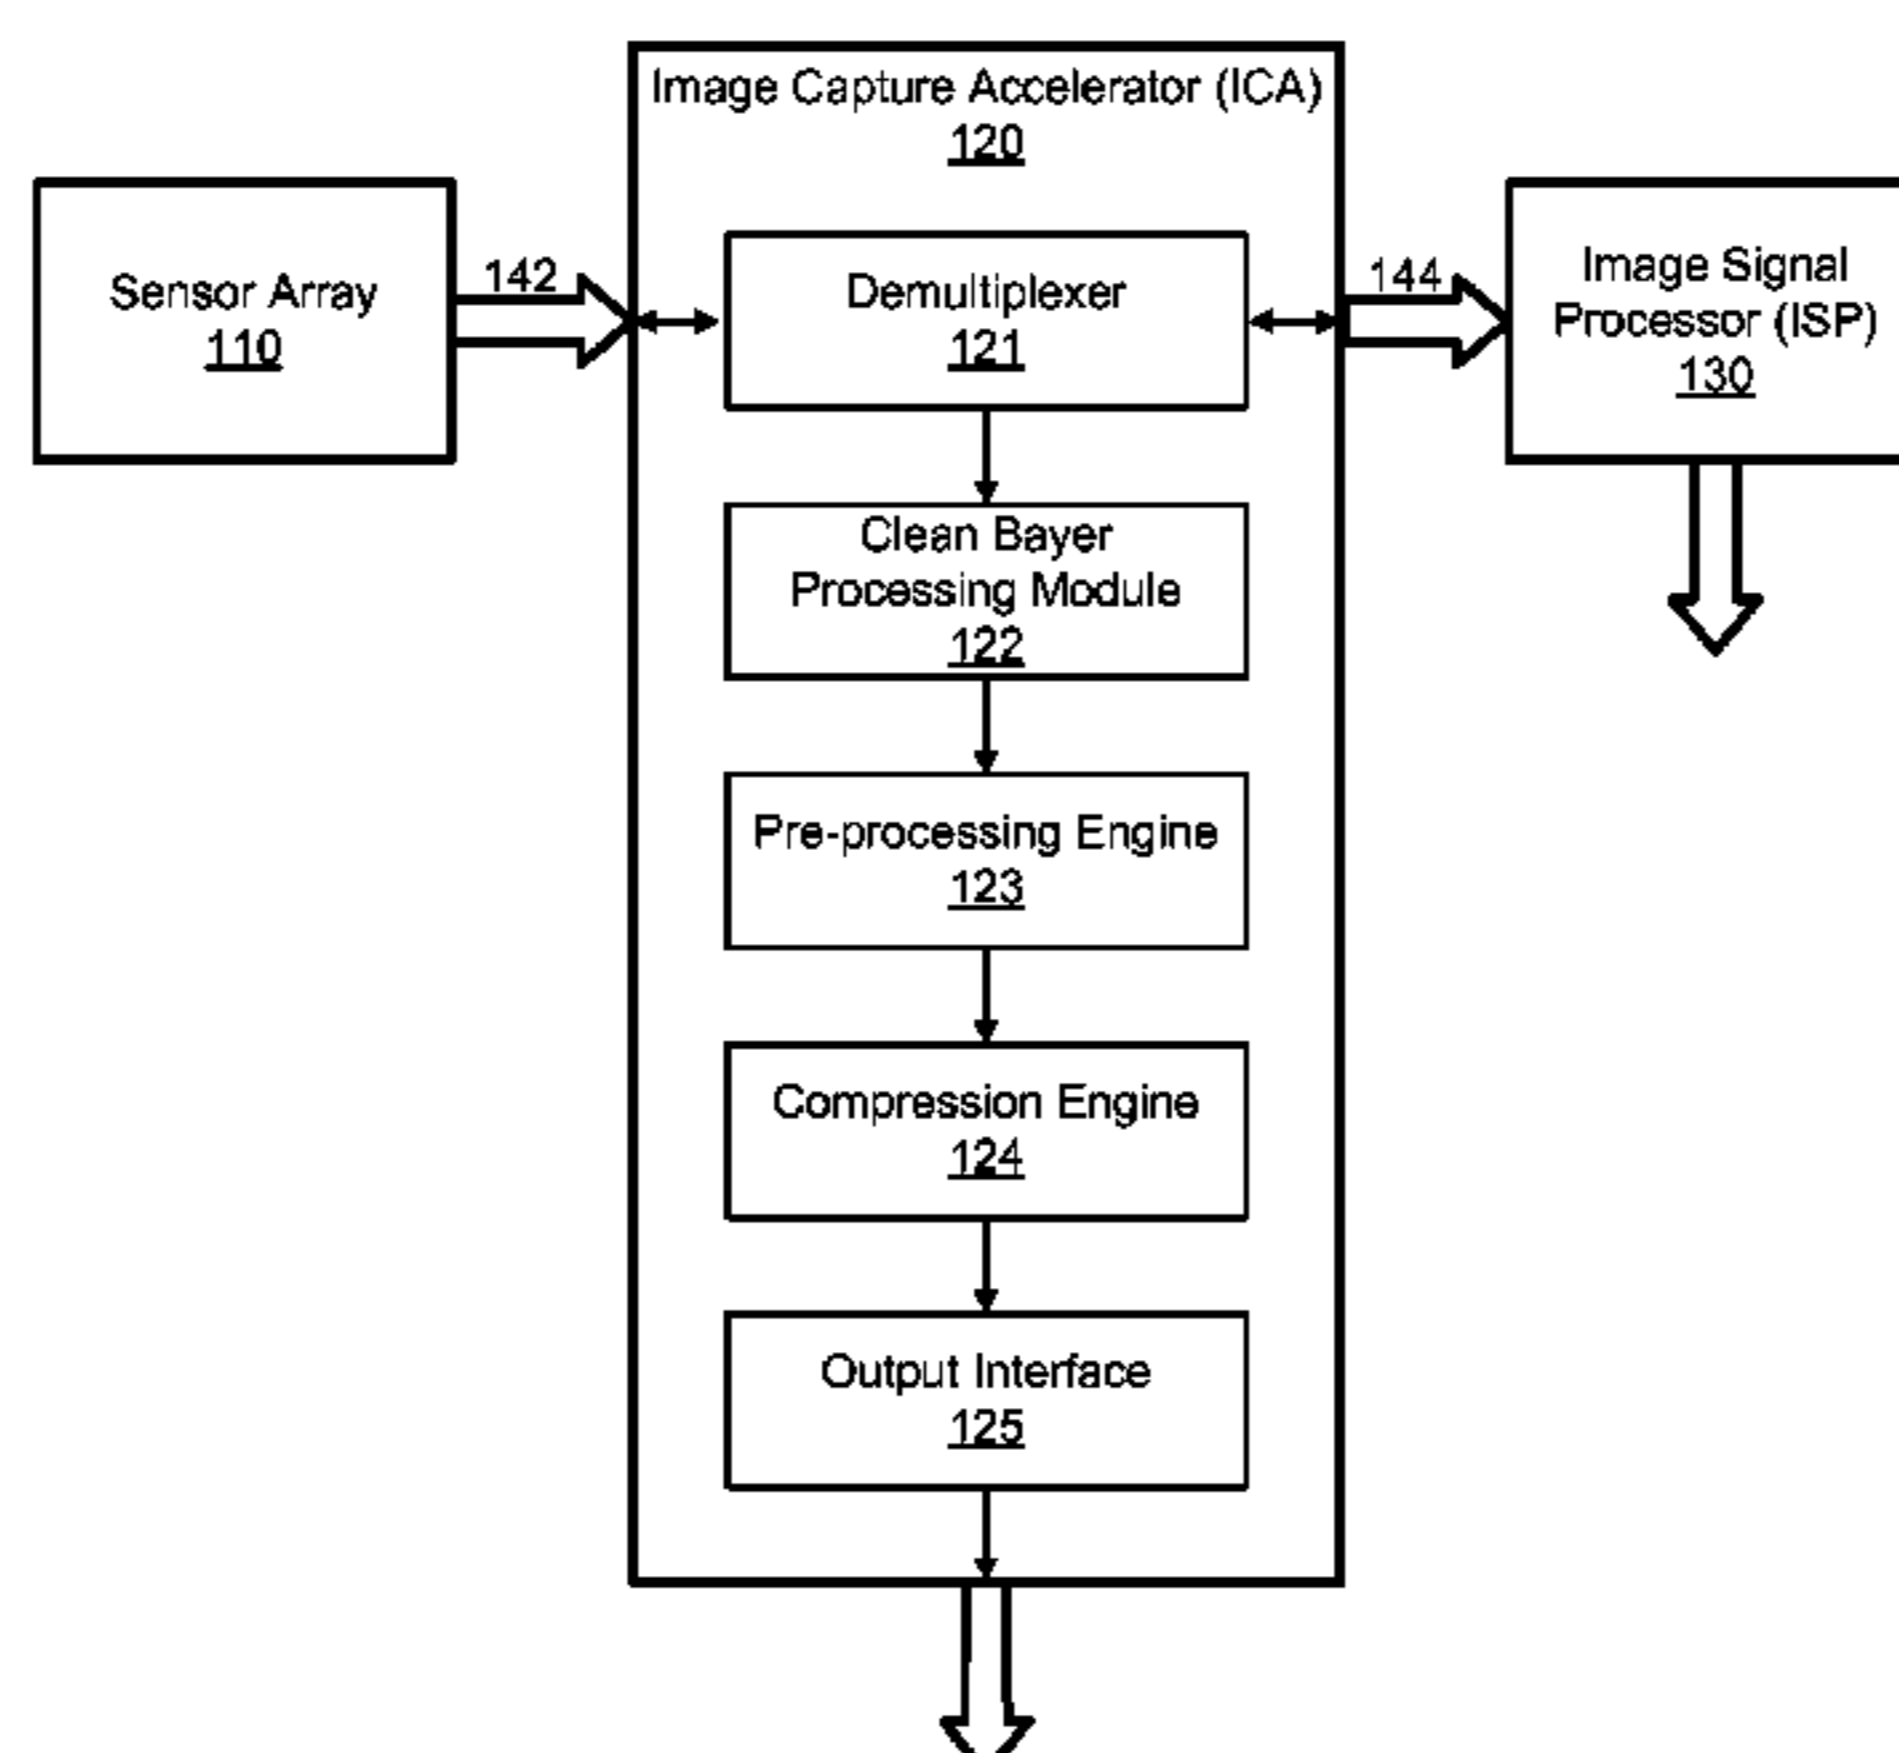 Image Capture Accelerator (ICA)
120
Sensor Array
110
142
Demultiplexer
121
144
Image Signal
Processor (ISP)
130
Clean Bayer
Processing Module
122
Pre-processing Engine
123
Compression Engine
124
Output Interface
125